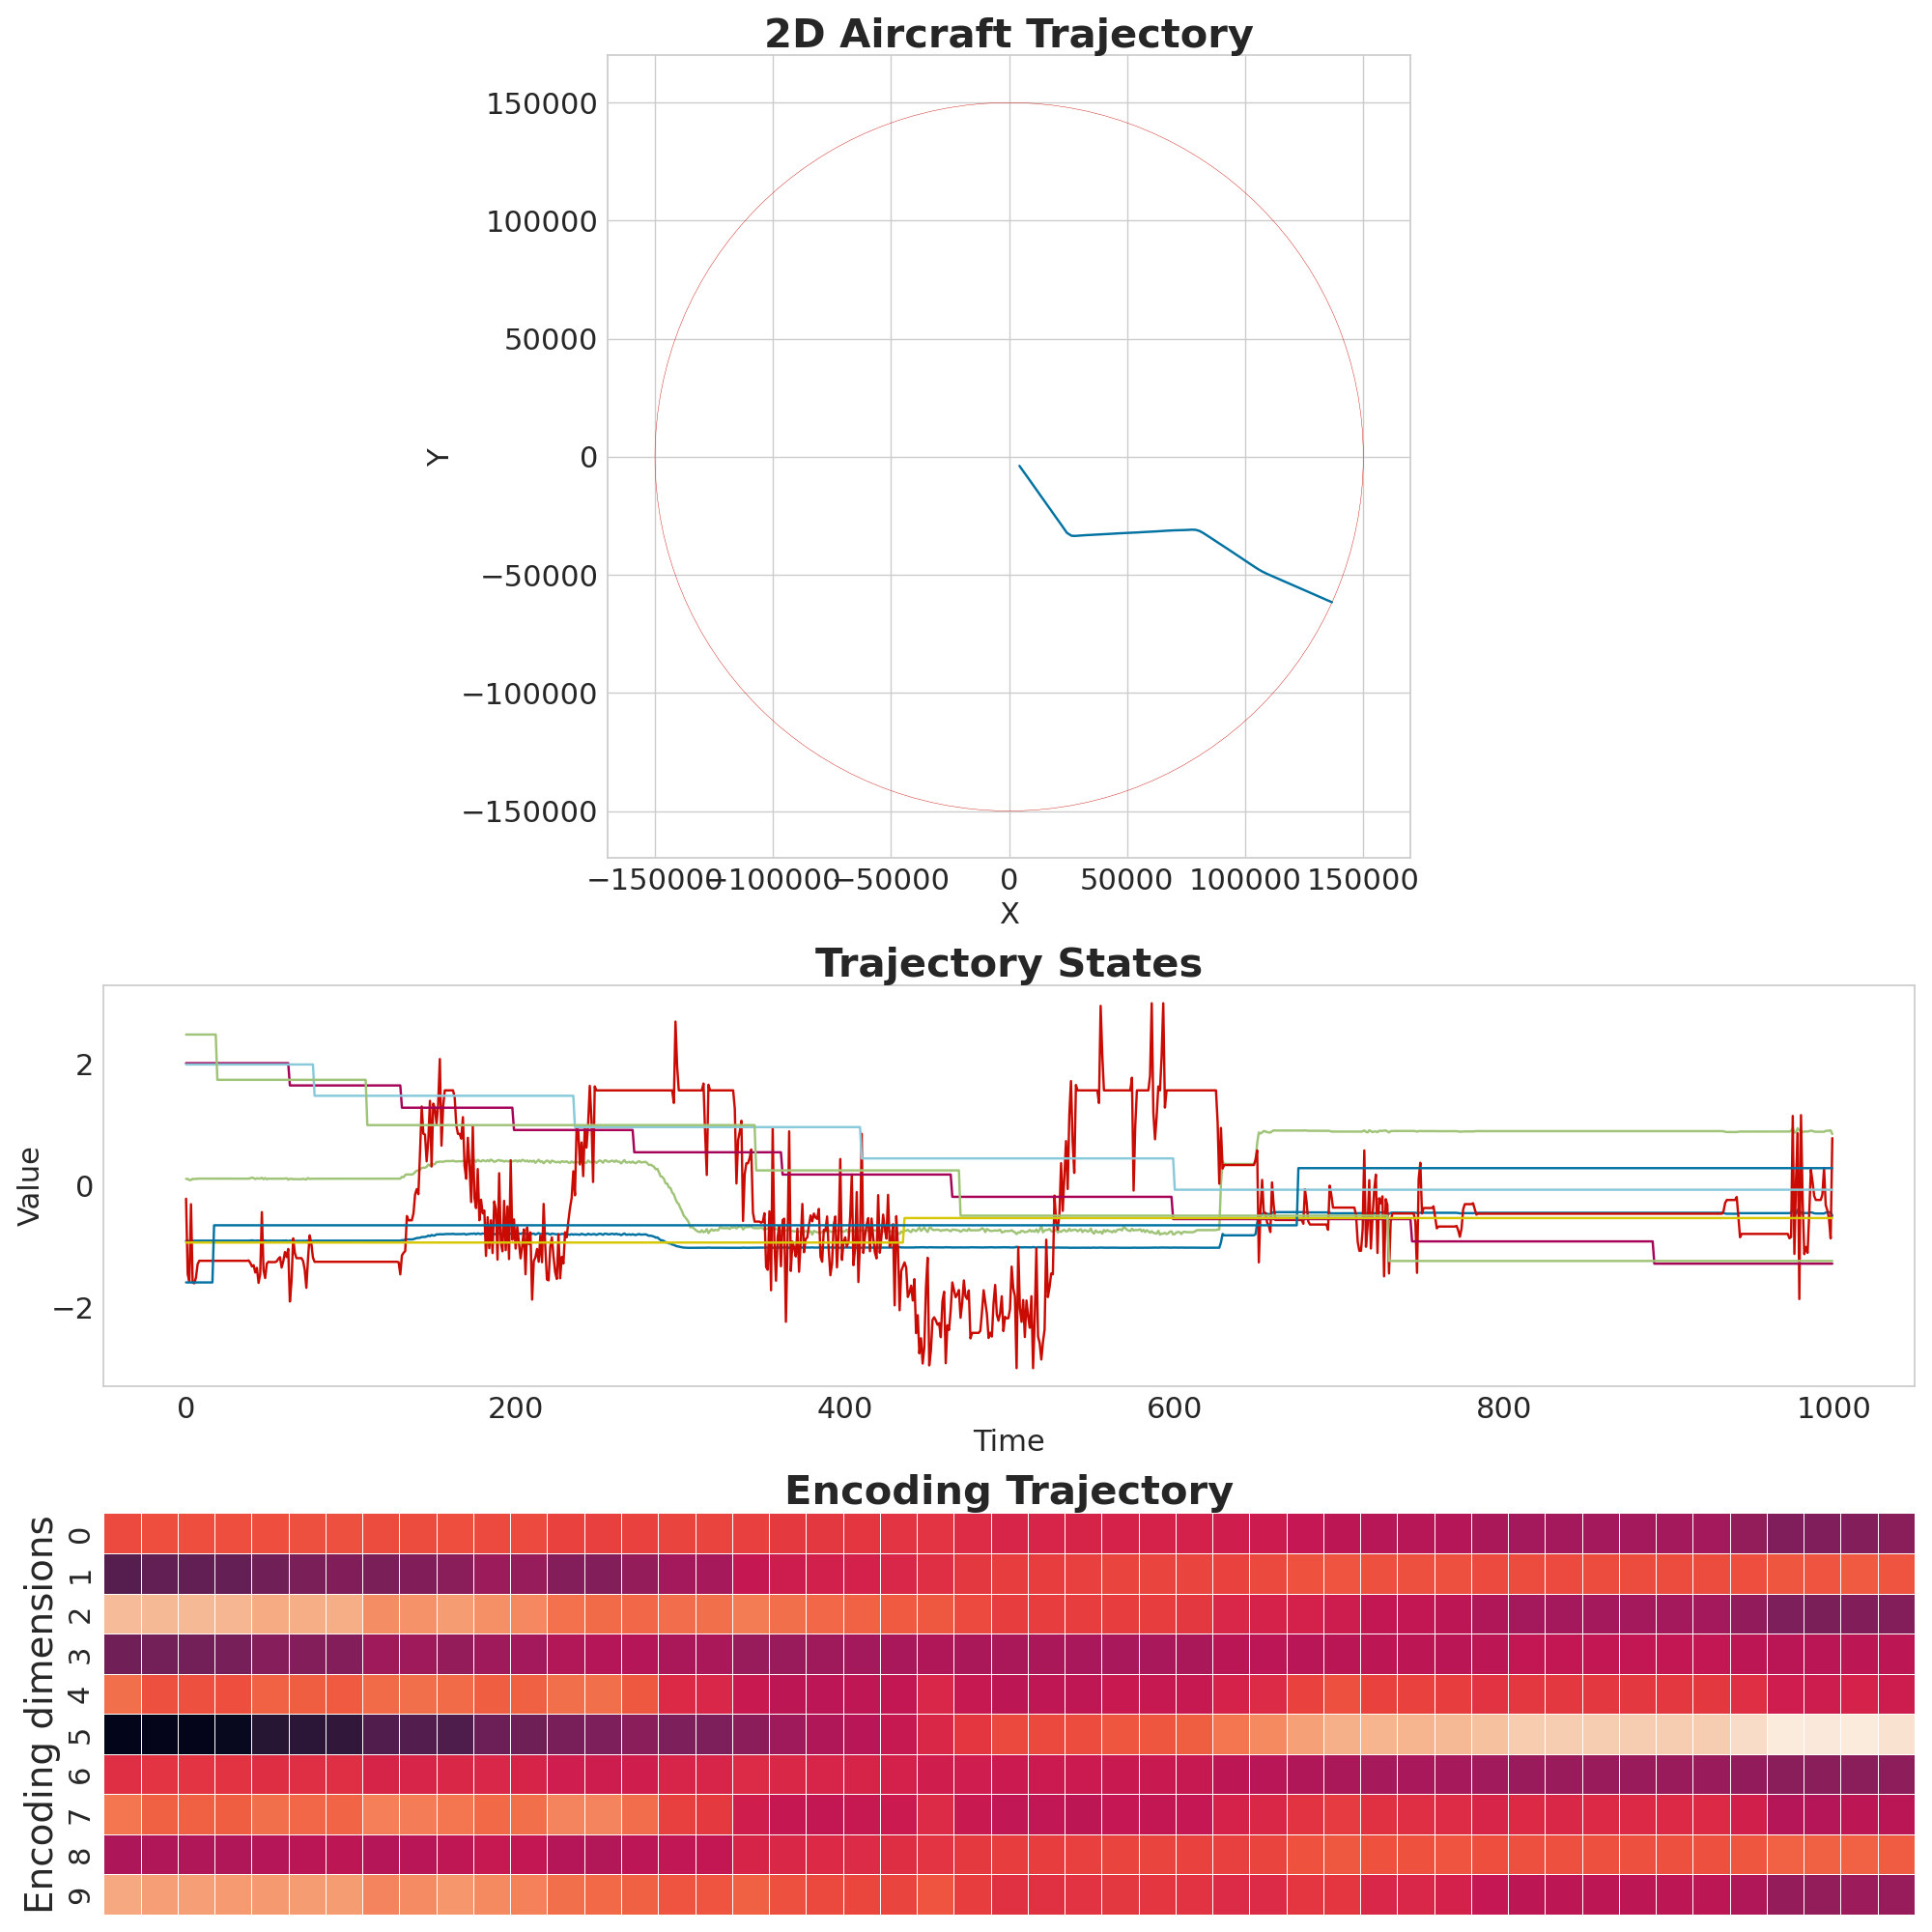 2D Aircraft Trajectory
150000
100000
50000
0
−50000
−100000
−150000
Y
−150000 −100000 −50000 0 50000 100000 150000
X
Trajectory States
2
0
−2
Value
0 200 400 600 800 1000
Time
Encoding Trajectory
0
1
2
3
4
5
6
7
8
9
Encoding dimensions